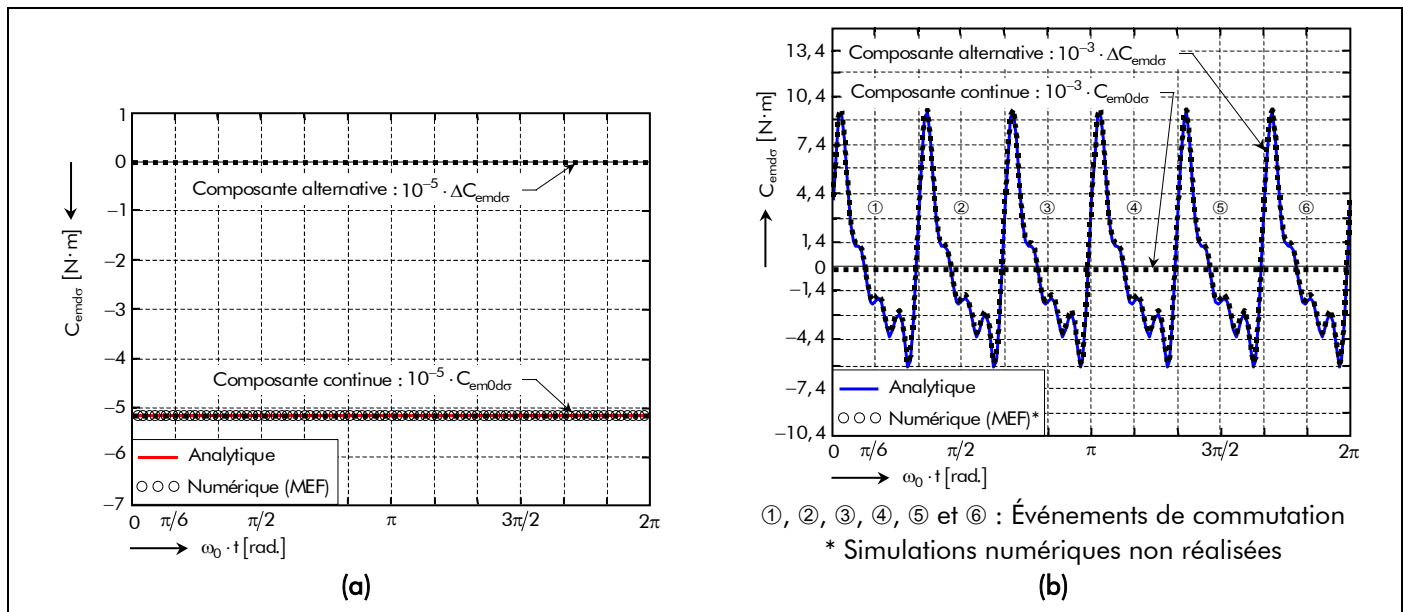 1
0
−1
−2
−3
−4
−5
−6
−7
C_emdσ [N·m]
Composante alternative : 10⁻⁵ · ΔC_emdσ
Composante continue : 10⁻⁵ · C_em0dσ
Analytique
Numérique (MEF)
0 π/6 π/2 π 3π/2 2π
ω₀ · t [rad.]
(a)
13,4
10,4
7,4
4,4
1,4
0
−1,4
−4,4
−7,4
−10,4
C_emdσ [N·m]
Composante alternative : 10⁻³ · ΔC_emdσ
Composante continue : 10⁻³ · C_em0dσ
① ② ③ ④ ⑤ ⑥
Analytique
Numérique (MEF)*
0 π/6 π/2 π 3π/2 2π
ω₀ · t [rad.]
①, ②, ③, ④, ⑤ et ⑥ : Événements de commutation
* Simulations numériques non réalisées
(b)